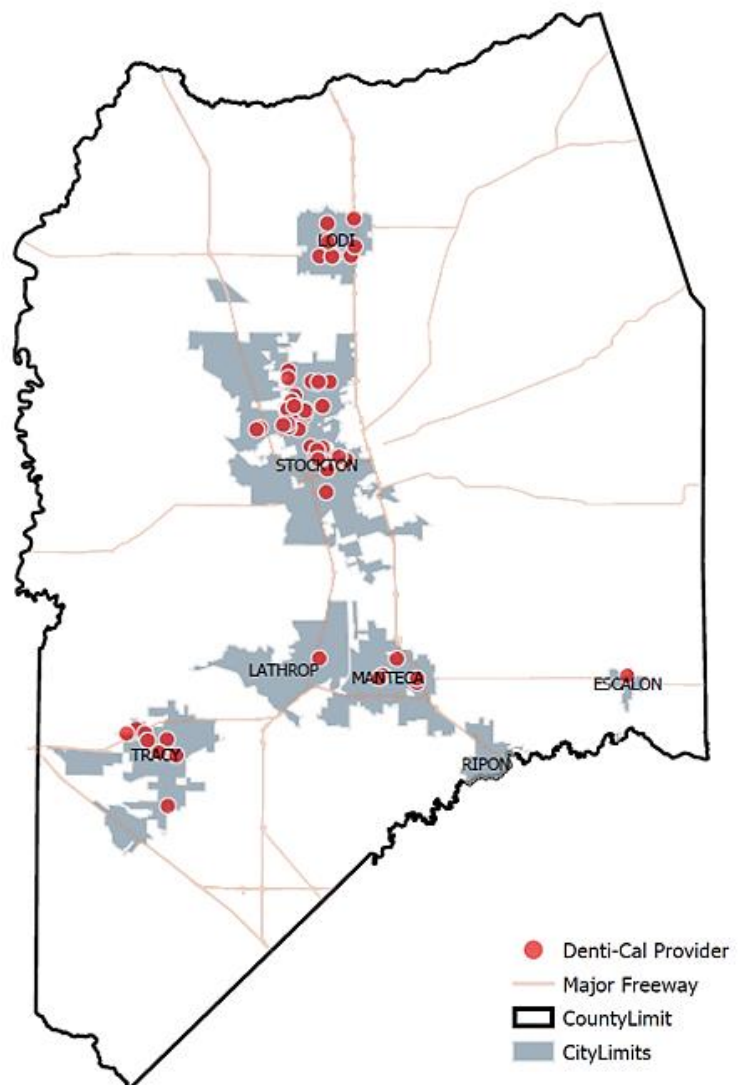 LODI
STOCKTON
LATHROP
MANTECA
ESCALON
TRACY
RIPON
Denti-Cal Provider
Major Freeway
CountyLimit
CityLimits